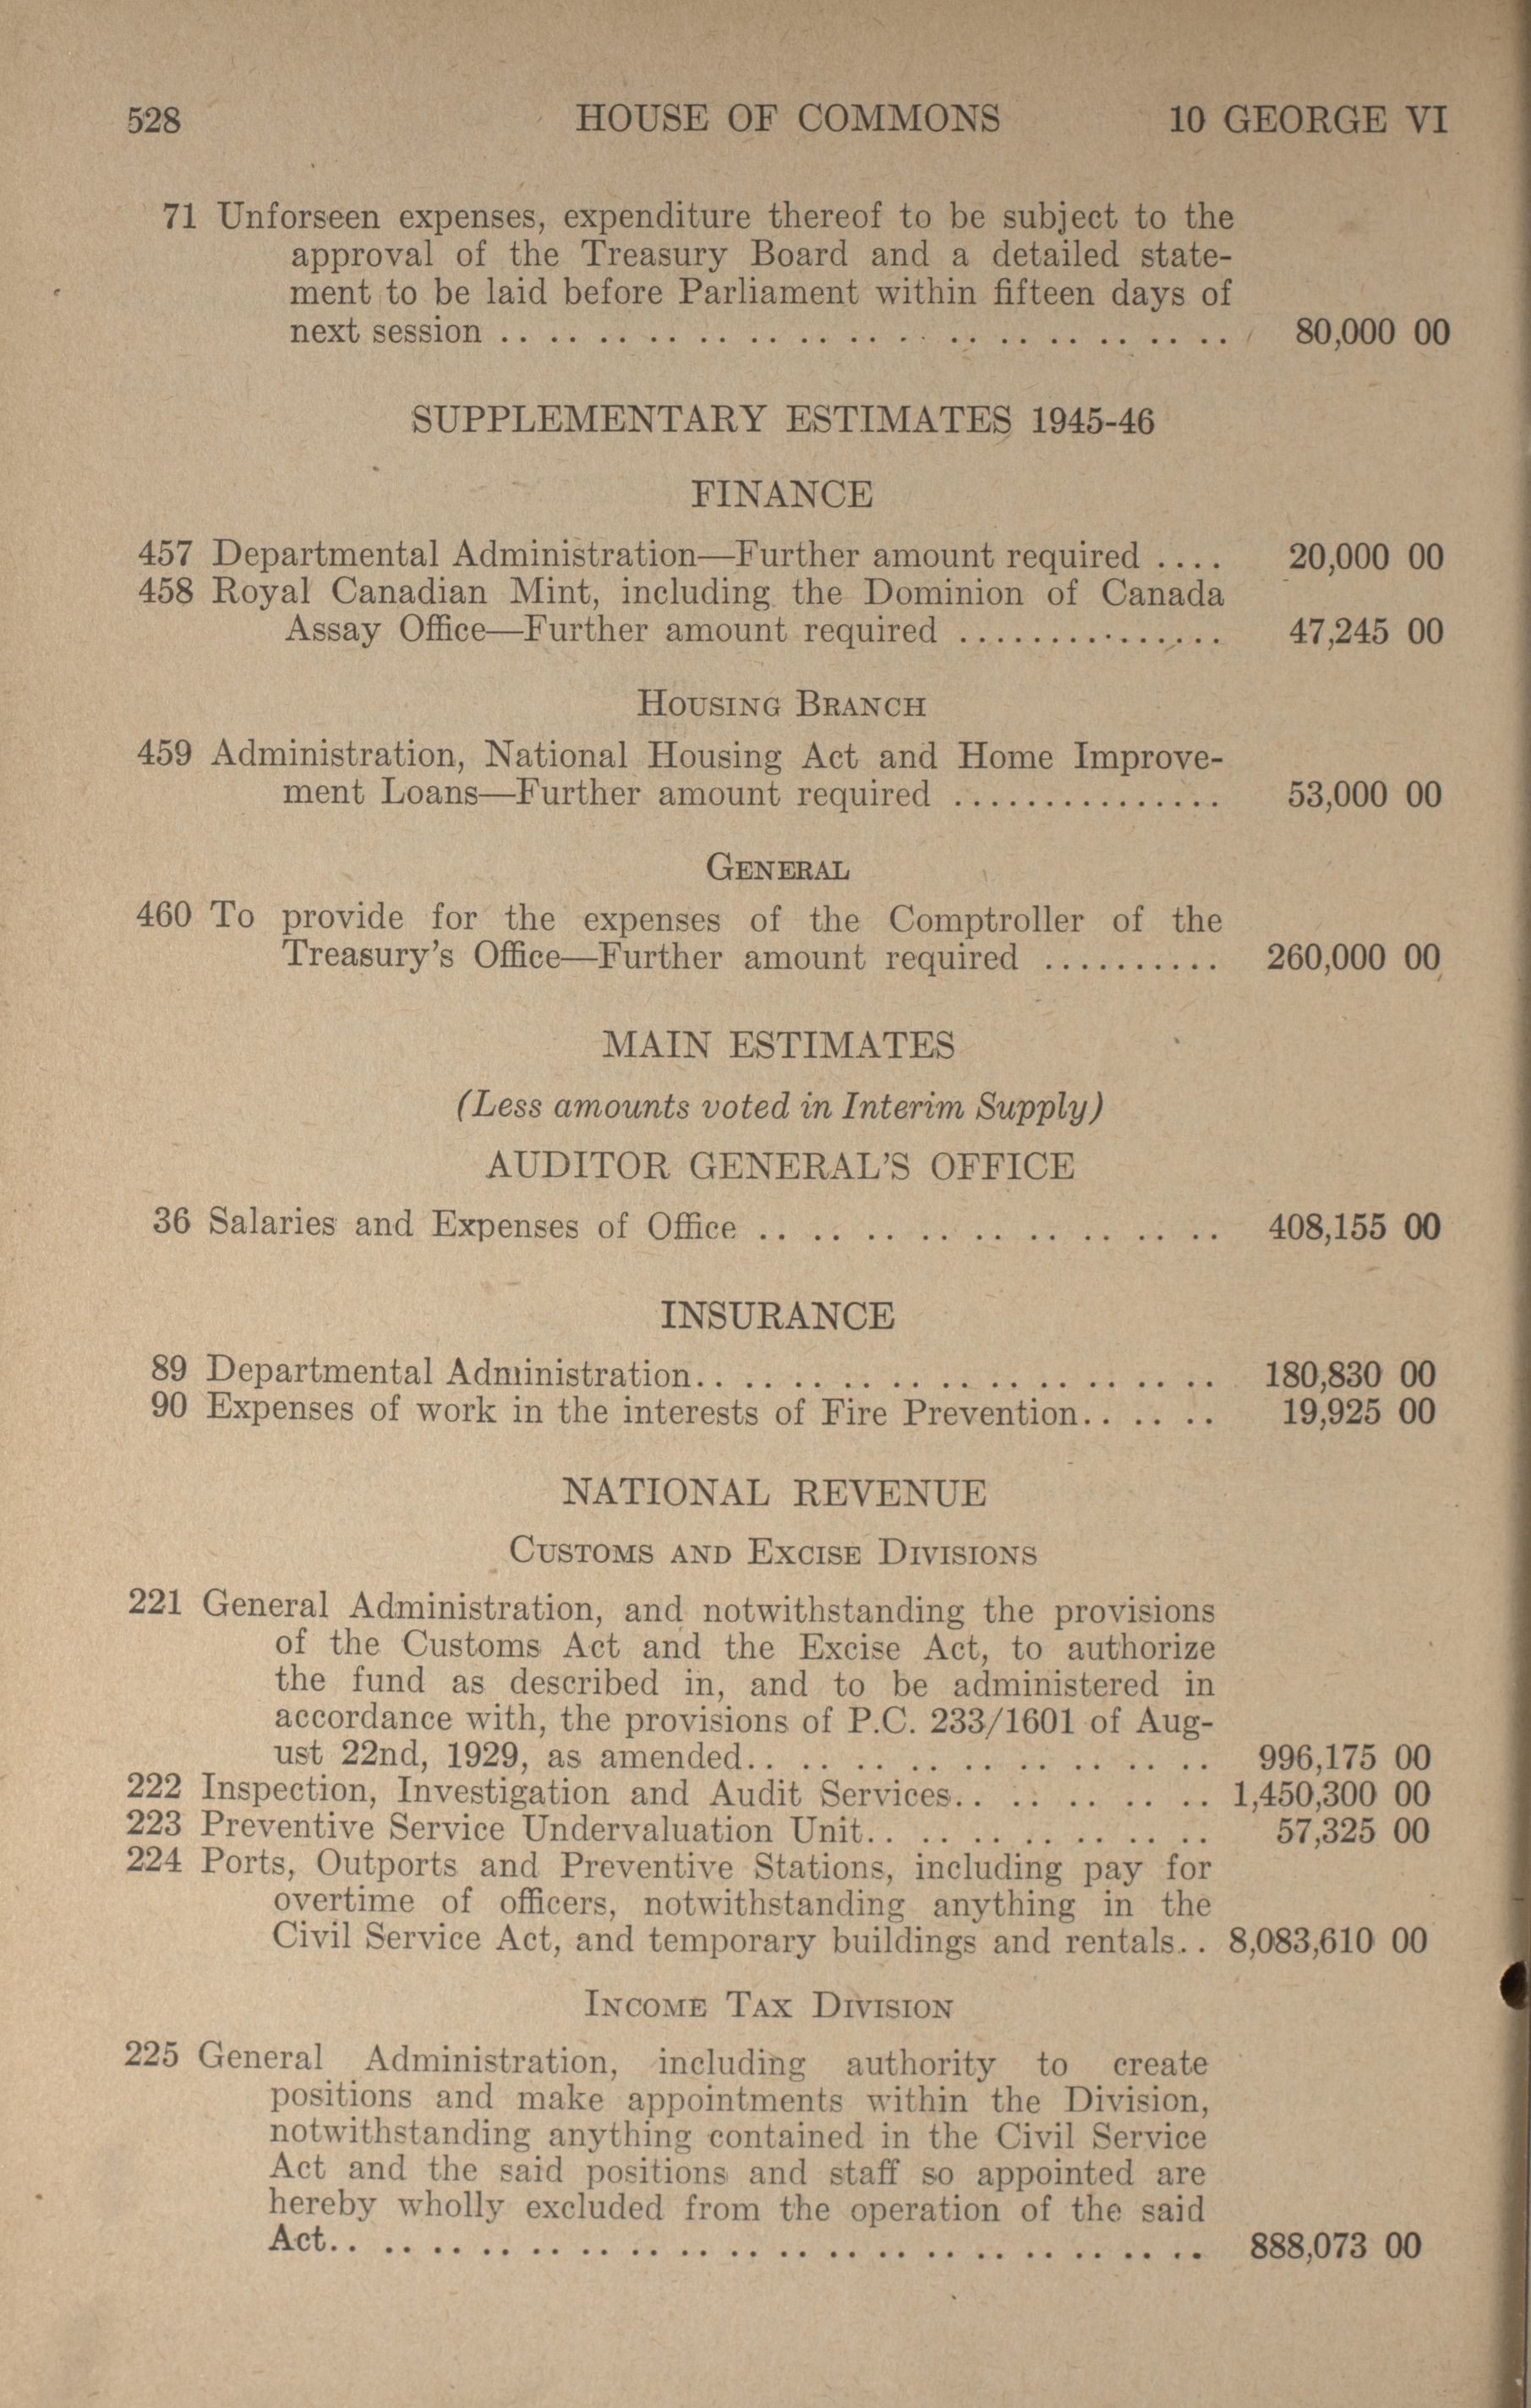 528 HOUSE OF COMMONS 10 GEORGE VI
71 Unforseen expenses, expenditure thereof to be subject to the
approval of the Treasury Board and a detailed state-
ment to be laid before Parliament within fifteen days of
next session .............................. 80,000 00
SUPPLEMENTARY ESTIMATES 1945-46
FINANCE
457 Departmental Administration—Further amount required .... 20,000 00
458 Royal Canadian Mint, including the Dominion of Canada
Assay Office—Further amount required ............... 47,245 00
HOUSING BRANCH
459 Administration, National Housing Act and Home Improve-
ment Loans—Further amount required ............... 53,000 00
GENERAL
460 To provide for the expenses of the Comptroller of the
Treasury's Office—Further amount required .......... 260,000 00
MAIN ESTIMATES
(Less amounts voted in Interim Supply)
AUDITOR GENERAL'S OFFICE
36 Salaries and Expenses of Office .. .. .. .. .. .. .. .. .. 408,155 00
INSURANCE
89 Departmental Administration.. .. .. .. .. .. .. .. .. .. .. 180,830 00
90 Expenses of work in the interests of Fire Prevention.. .. .. 19,925 00
NATIONAL REVENUE
CUSTOMS AND EXCISE DIVISIONS
221 General Administration, and notwithstanding the provisions
of the Customs Act and the Excise Act, to authorize
the fund as described in, and to be administered in
accordance with, the provisions of P.C. 233/1601 of Aug-
ust 22nd, 1929, as amended.. .. .. .. .. .. .. .. .. 996,175 00
222 Inspection, Investigation and Audit Services.. .. .. .. .. 1,450,300 00
223 Preventive Service Undervaluation Unit.. .. .. .. .. .. .. 57,325 00
224 Ports, Outports and Preventive Stations, including pay for
overtime of officers, notwithstanding anything in the
Civil Service Act, and temporary buildings and rentals.. 8,083,610 00
INCOME TAX DIVISION
225 General Administration, including authority to create
positions and make appointments within the Division,
notwithstanding anything contained in the Civil Service
Act and the said positions and staff so appointed are
hereby wholly excluded from the operation of the said
Act.. .. .. .. .. .. .. .. .. .. .. .. .. .. .. .. .. .. 888,073 00